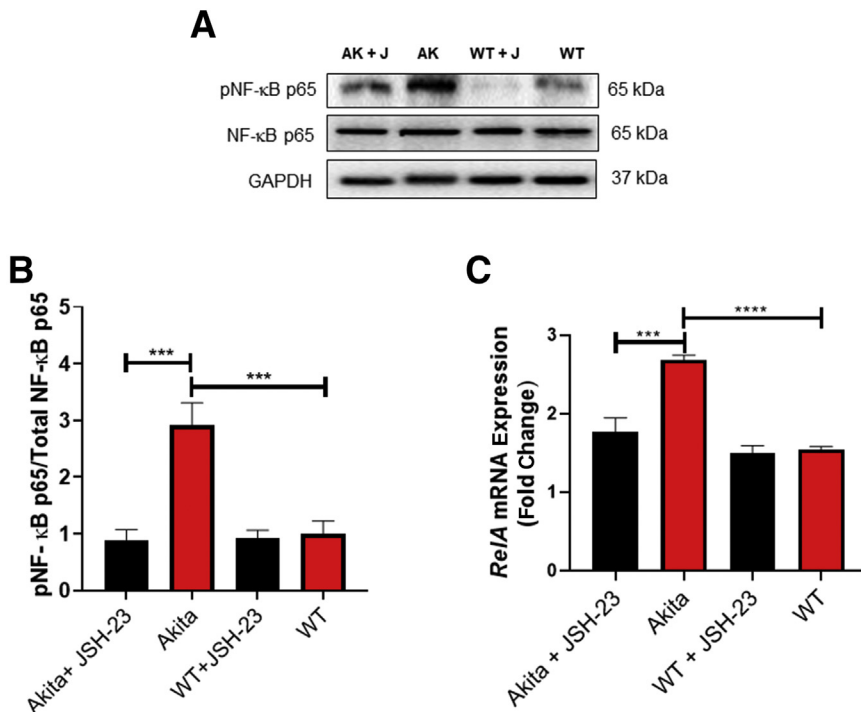 A
AK + J AK WT + J WT
pNF-κB p65 65 kDa
NF-κB p65 65 kDa
GAPDH 37 kDa
B
pNF- κB p65/Total NF-κB p65
5
4
3
2
1
0
***
***
Akita+ JSH-23
Akita
WT+JSH-23
WT
C
RelA mRNA Expression
(Fold Change)
3
2
1
0
***
****
Akita + JSH-23
Akita
WT + JSH-23
WT